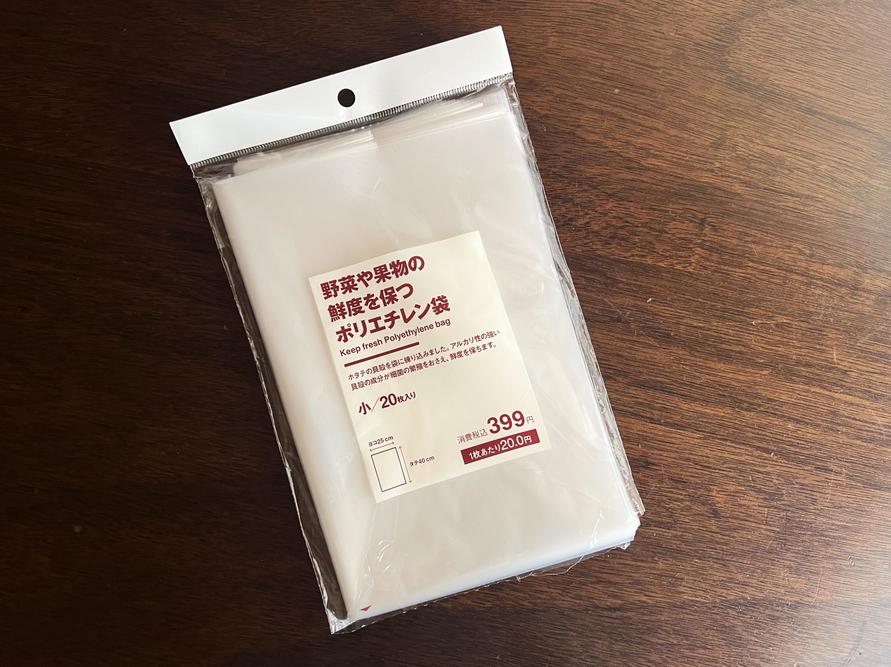 野菜や果物の
鮮度を保つ
ポリエチレン袋
Keep fresh Polyethylene bag
ホタテの貝殻を袋に練り込みました。アルカリ性の強い
貝殻の成分が細菌の繁殖をおさえ、鮮度を保ちます。
小/20枚入り
消費税込399円
1枚あたり20.0円
ヨコ25cm
タテ40cm